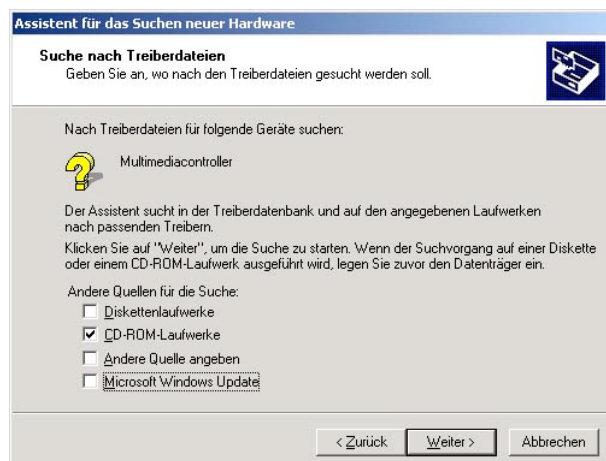 Assistent für das Suchen neuer Hardware
Suche nach Treiberdateien
Geben Sie an, wo nach den Treiberdateien gesucht werden soll.
Nach Treiberdateien für folgende Geräte suchen:
Multimediacontroller
Der Assistent sucht in der Treiberdatenbank und auf den angegebenen Laufwerken
nach passenden Treibern.
Klicken Sie auf "Weiter", um die Suche zu starten. Wenn der Suchvorgang auf einer Diskette
oder einem CD-ROM-Laufwerk ausgeführt wird, legen Sie zuvor den Datenträger ein.
Andere Quellen für die Suche:
Diskettenlaufwerke
CD-ROM-Laufwerke
Andere Quelle angeben
Microsoft Windows Update
< Zurück Weiter > Abbrechen